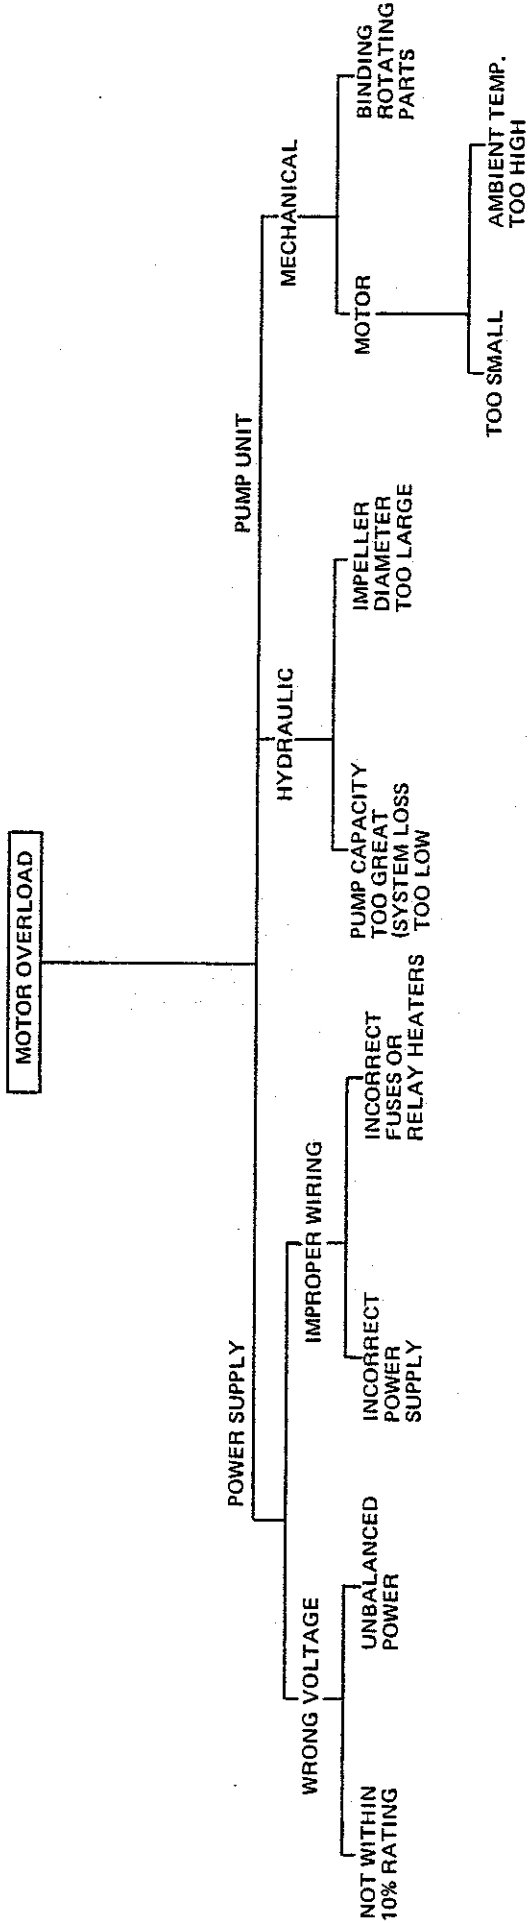 MOTOR OVERLOAD
POWER SUPPLY
PUMP UNIT
WRONG VOLTAGE
IMPROPER WIRING
HYDRAULIC
MECHANICAL
NOT WITHIN
10% RATING
UNBALANCED
POWER
INCORRECT
POWER
SUPPLY
INCORRECT
FUSES OR
RELAY HEATERS
PUMP CAPACITY
TOO GREAT
(SYSTEM LOSS
TOO LOW
IMPELLER
DIAMETER
TOO LARGE
MOTOR
BINDING
ROTATING
PARTS
TOO SMALL
AMBIENT TEMP.
TOO HIGH